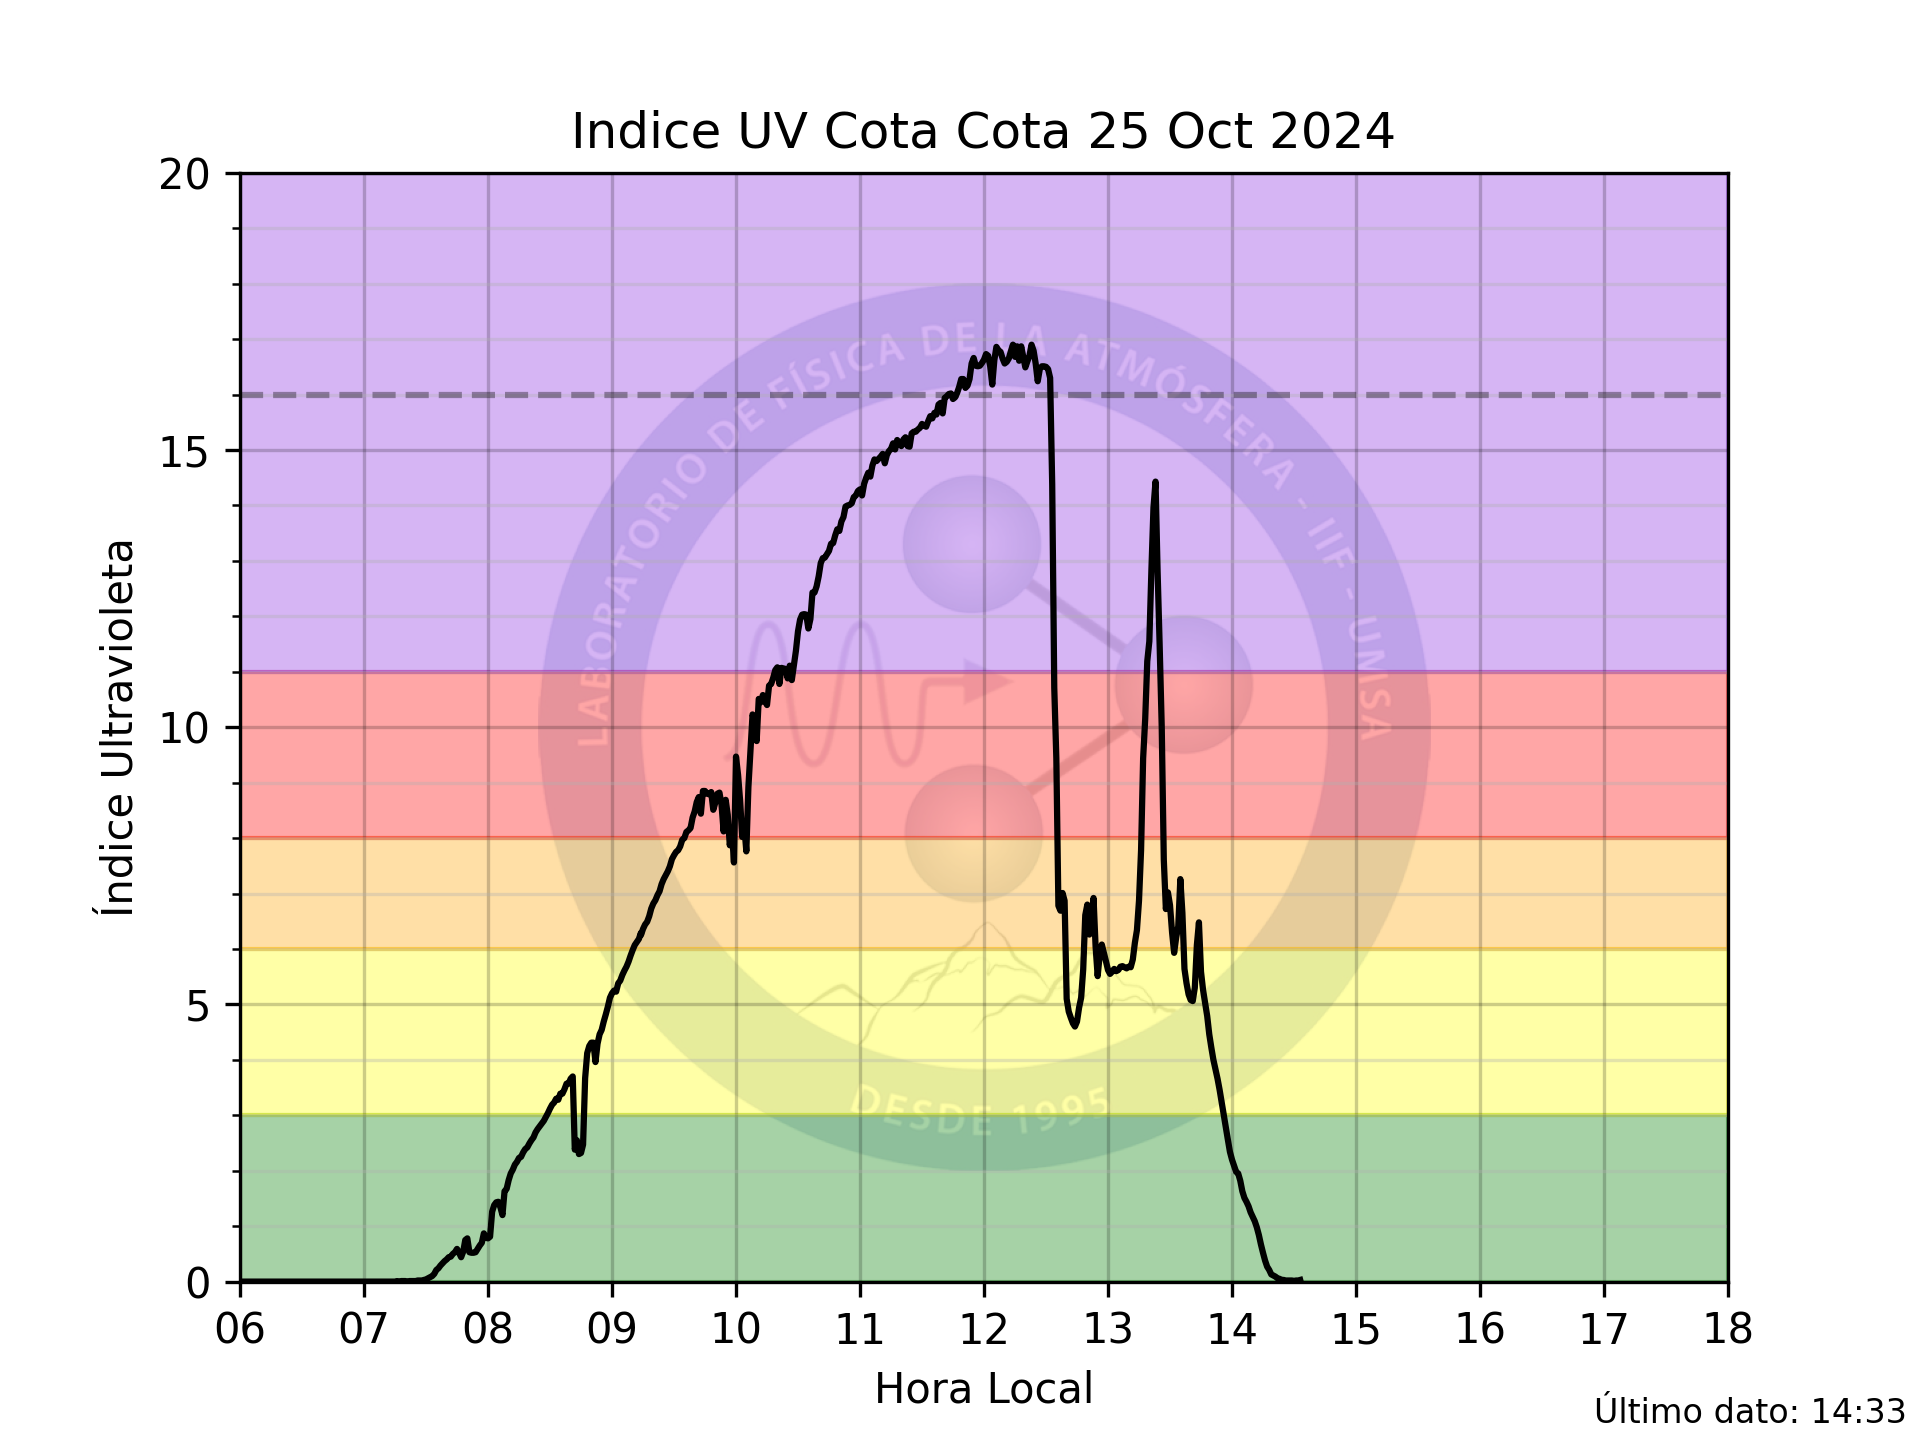 Indice UV Cota Cota 25 Oct 2024
20
15
10
5
0
Índice Ultravioleta
LABORATORIO DE FÍSICA DE LA ATMÓSFERA - IIF - UMSA
DESDE 1995
06 07 08 09 10 11 12 13 14 15 16 17 18
Hora Local
Último dato: 14:33